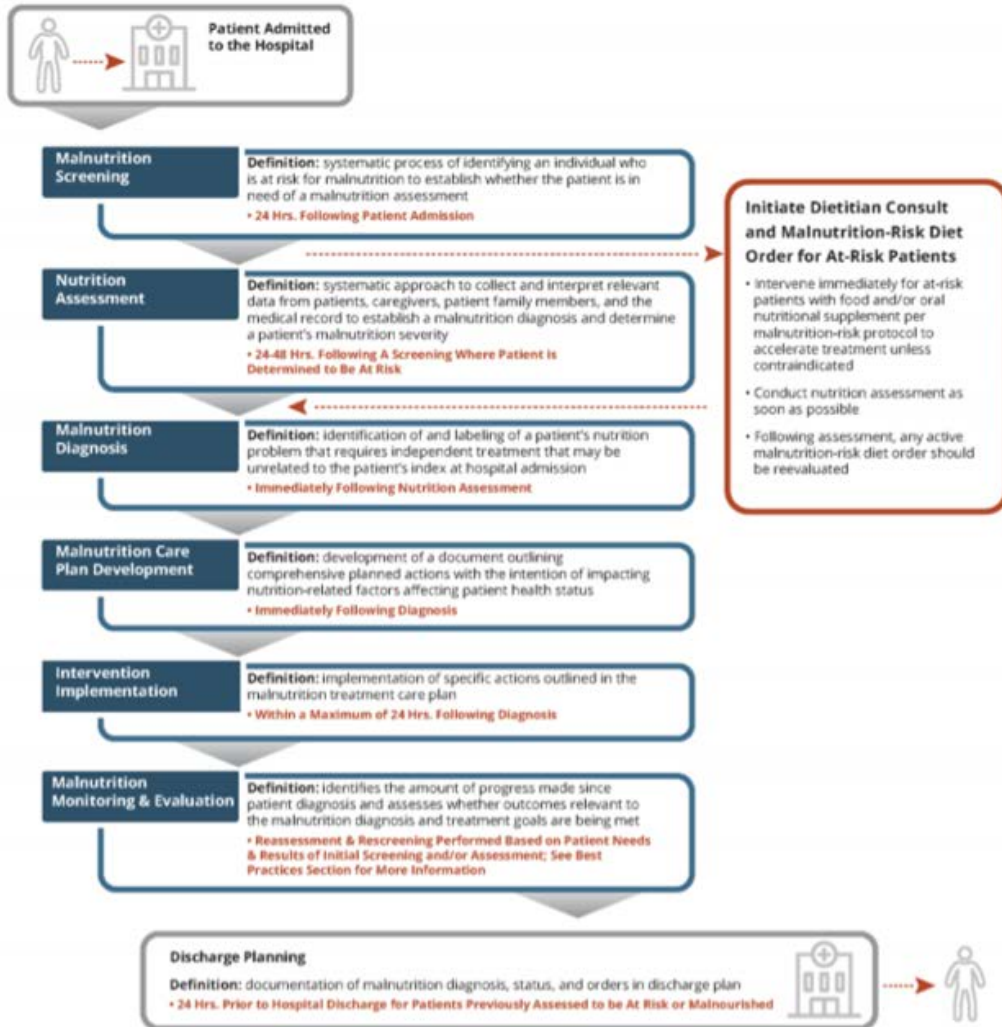 Patient Admitted
to the Hospital
Malnutrition
Screening
Definition: systematic process of identifying an individual who
is at risk for malnutrition to establish whether the patient is in
need of a malnutrition assessment
• 24 Hrs. Following Patient Admission
Initiate Dietitian Consult
and Malnutrition-Risk Diet
Order for At-Risk Patients
• Intervene immediately for at-risk
patients with food and/or oral
nutritional supplement per
malnutrition-risk protocol to
accelerate treatment unless
contraindicated
• Conduct nutrition assessment as
soon as possible
• Following assessment, any active
malnutrition-risk diet order should
be reevaluated
Nutrition
Assessment
Definition: systematic approach to collect and interpret relevant
data from patients, caregivers, patient family members, and the
medical record to establish a malnutrition diagnosis and determine
a patient's malnutrition severity
• 24-48 Hrs. Following A Screening Where Patient is
Determined to Be At Risk
Malnutrition
Diagnosis
Definition: identification of and labeling of a patient's nutrition
problem that requires independent treatment that may be
unrelated to the patient's index at hospital admission
• Immediately Following Nutrition Assessment
Malnutrition Care
Plan Development
Definition: development of a document outlining
comprehensive planned actions with the intention of impacting
nutrition-related factors affecting patient health status
• Immediately Following Diagnosis
Intervention
Implementation
Definition: implementation of specific actions outlined in the
malnutrition treatment care plan
• Within a Maximum of 24 Hrs. Following Diagnosis
Malnutrition
Monitoring & Evaluation
Definition: identifies the amount of progress made since
patient diagnosis and assesses whether outcomes relevant to
the malnutrition diagnosis and treatment goals are being met
• Reassessment & Rescreening Performed Based on Patient Needs
& Results of Initial Screening and/or Assessment; See Best
Practices Section for More Information
Discharge Planning
Definition: documentation of malnutrition diagnosis, status, and orders in discharge plan
• 24 Hrs. Prior to Hospital Discharge for Patients Previously Assessed to be At Risk or Malnourished